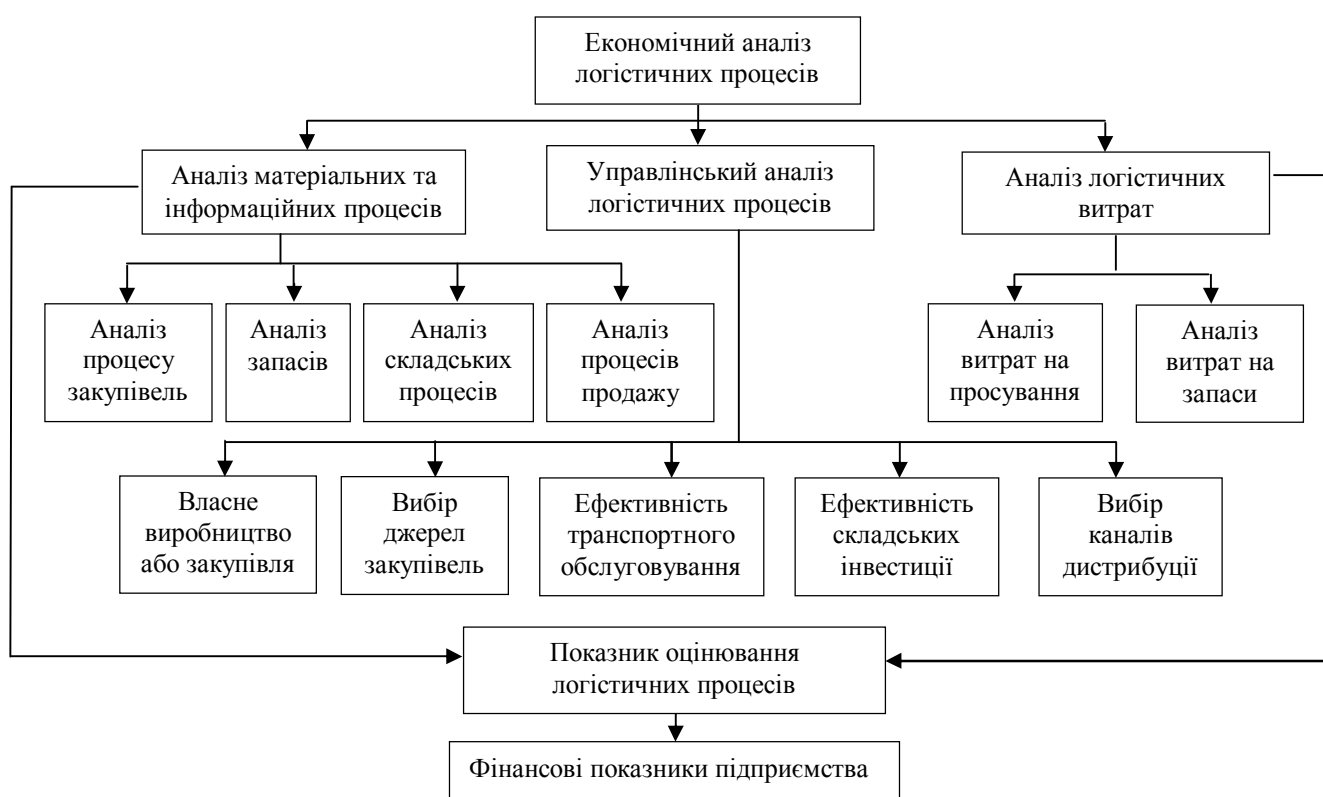 Економічний аналіз
логістичних процесів
Аналіз матеріальних та
інформаційних процесів
Управлінський аналіз
логістичних процесів
Аналіз логістичних
витрат
Аналіз
процесу
закупівель
Аналіз
запасів
Аналіз
складських
процесів
Аналіз
процесів
продажу
Аналіз
витрат на
просування
Аналіз
витрат на
запаси
Власне
виробництво
або закупівля
Вибір
джерел
закупівель
Ефективність
транспортного
обслуговування
Ефективність
складських
інвестиції
Вибір
каналів
дистрибуції
Показник оцінювання
логістичних процесів
Фінансові показники підприємства